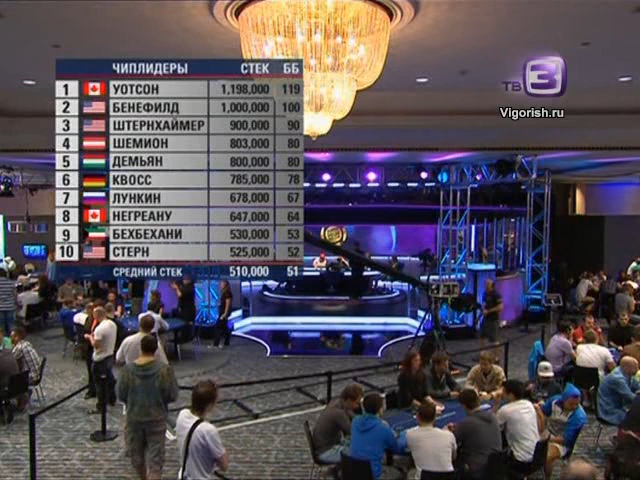 ЧИПЛИДЕРЫ СТЕК ББ
1 УОТСОН 1,198,000 119
2 БЕНЕФИЛД 1,000,000 100
3 ШТЕРНХАЙМЕР 900,000 90
4 ШЕМИОН 803,000 80
5 ДЕМЬЯН 800,000 80
6 КВОСС 785,000 78
7 ЛУНКИН 678,000 67
8 НЕГРЕАНУ 647,000 64
9 БЕХБЕХАНИ 530,000 53
10 СТЕРН 525,000 52
СРЕДНИЙ СТЕК 510,000 51
ТВ 3
Vigorish.ru